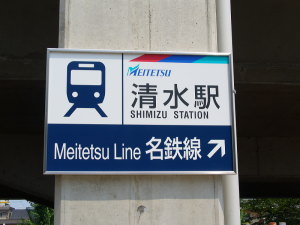 MEITETSU
清水駅
SHIMIZU STATION
Meitetsu Line 名鉄線